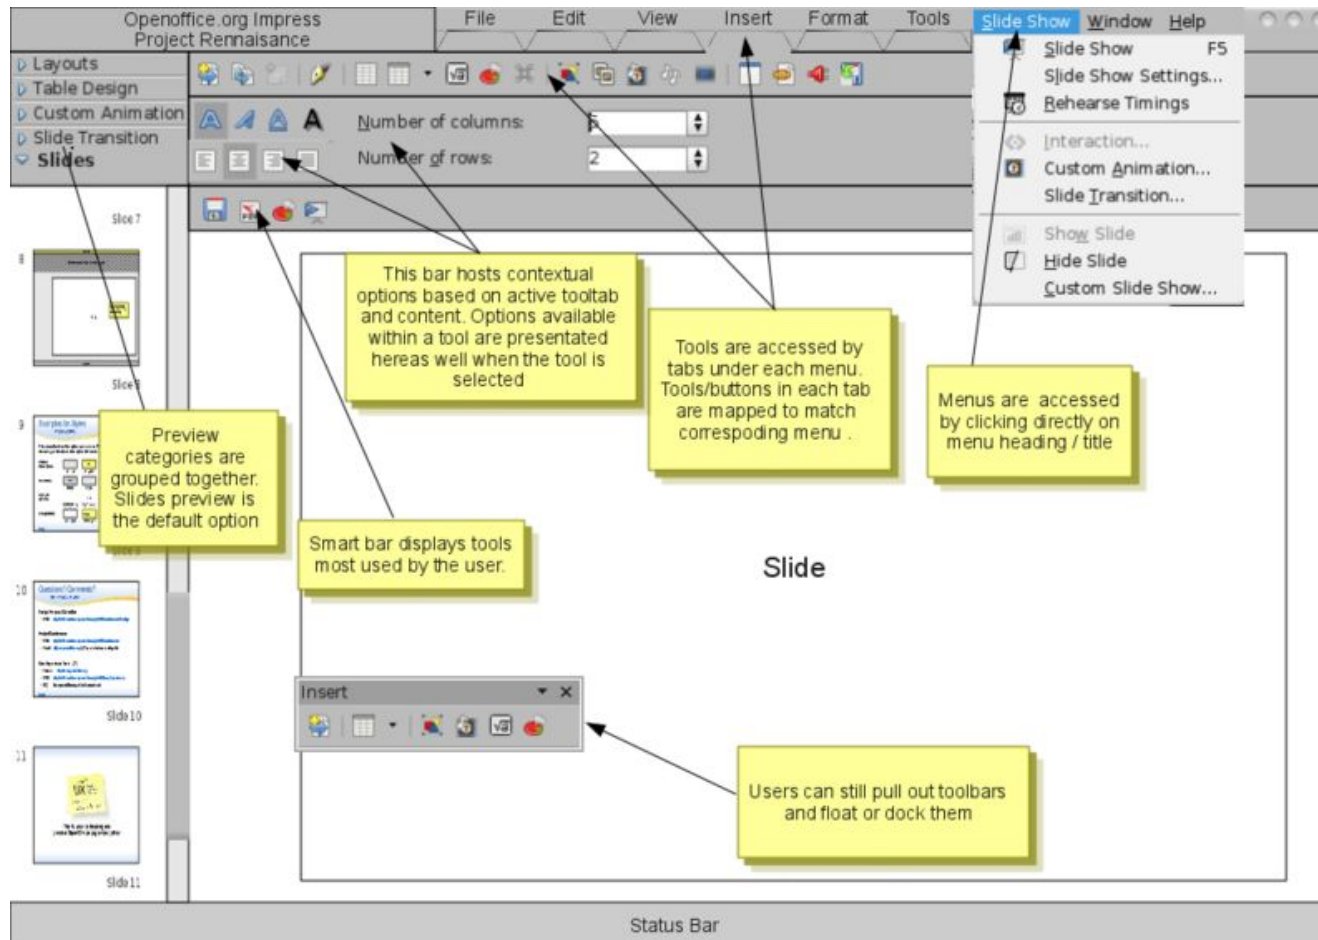 Openoffice.org Impress
Project Rennaisance
File Edit View Insert Format Tools Slide Show Window Help
Layouts
Table Design
Custom Animation
Slide Transition
Slides
Number of columns: 5
Number of rows: 2
Slide Show F5
Slide Show Settings...
Rehearse Timings
Interaction...
Custom Animation...
Slide Transition...
Show Slide
Hide Slide
Custom Slide Show...
Slide 7
8
9
10
Slide 10
11
Slide 11
This bar hosts contextual
options based on active tooltab
and content. Options available
within a tool are presentated
hereas well when the tool is
selected
Tools are accessed by
tabs under each menu.
Tools/buttons in each tab
are mapped to match
correspoding menu .
Menus are accessed
by clicking directly on
menu heading / title
Preview
categories are
grouped together.
Slides preview is
the default option
Smart bar displays tools
most used by the user.
Slide
Insert
Users can still pull out toolbars
and float or dock them
Status Bar